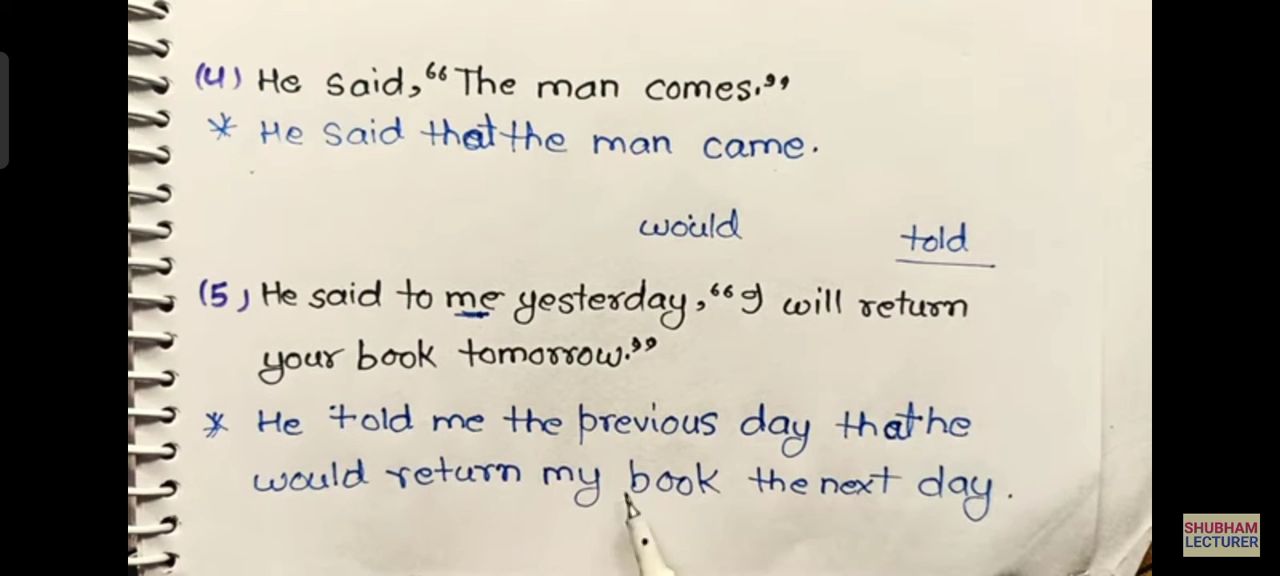 (4) He said, "The man comes."
* He said that the man came.
would told
(5) He said to me yesterday, "I will return
your book tomorrow."
* He told me the previous day that he
would return my book the next day.
SHUBHAM
LECTURER